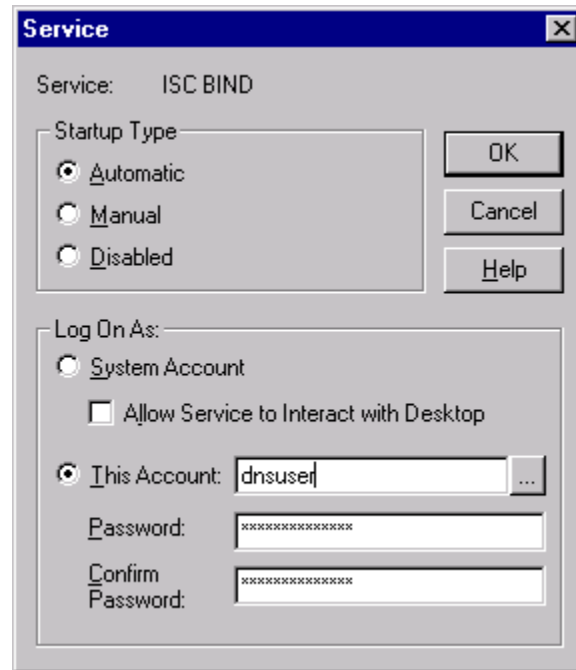 Service
Service: ISC BIND
Startup Type
Automatic
Manual
Disabled
OK
Cancel
Help
Log On As:
System Account
Allow Service to Interact with Desktop
This Account: dnsuser ...
Password: **************
Confirm
Password: **************